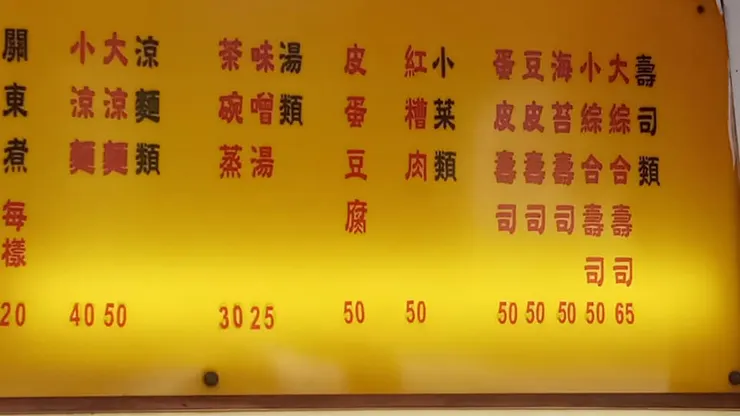 壽司類
大綜合壽司 65
小綜合壽司 50
海苔壽司 50
豆皮壽司 50
蛋皮壽司 50
小菜類
紅糟肉 50
皮蛋豆腐 50
湯類
味噌湯 25
茶碗蒸 30
涼麵類
大涼麵 50
小涼麵 40
關東煮 每樣 20